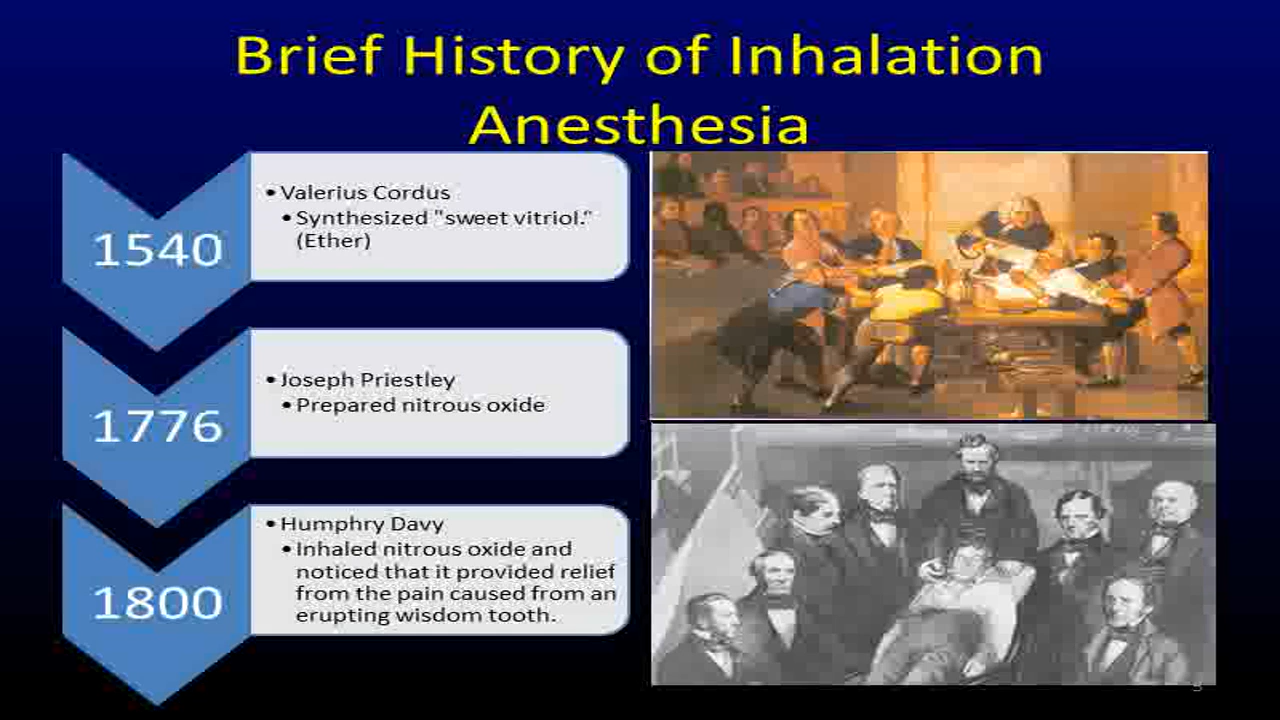 Brief History of Inhalation
Anesthesia
1540
• Valerius Cordus
• Synthesized "sweet vitriol."
(Ether)
1776
• Joseph Priestley
• Prepared nitrous oxide
1800
• Humphry Davy
• Inhaled nitrous oxide and
noticed that it provided relief
from the pain caused from an
erupting wisdom tooth.